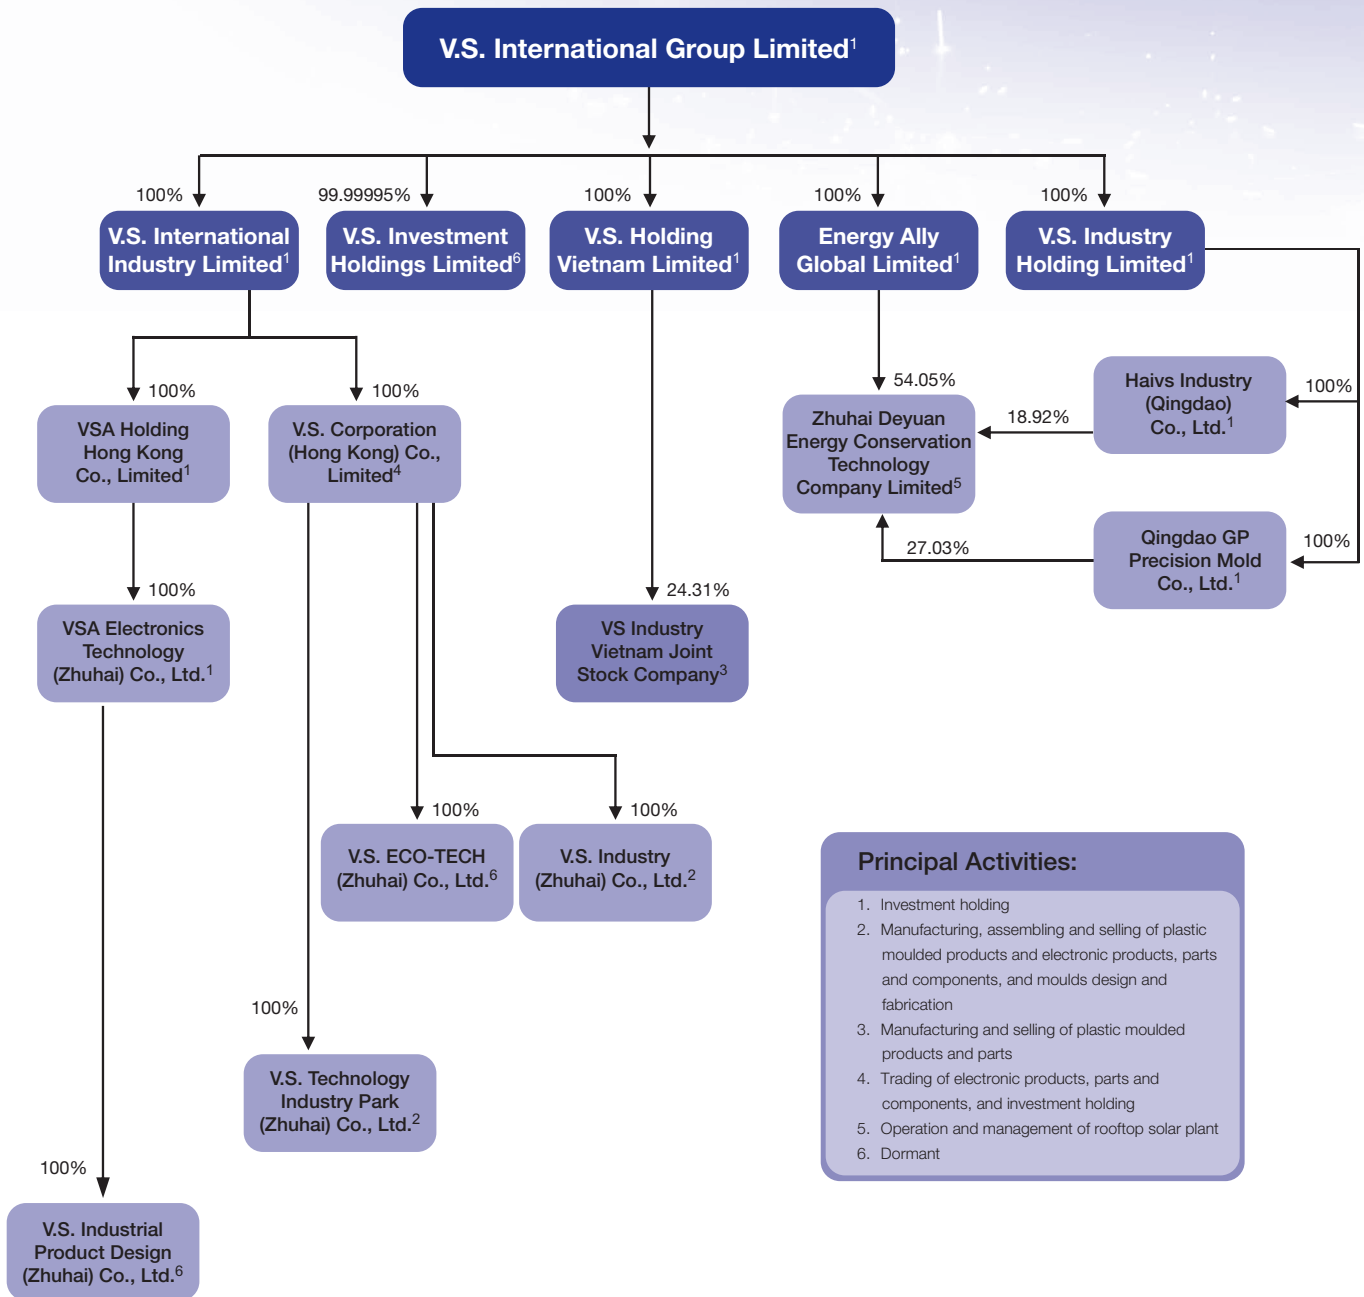 V.S. International Group Limited¹
100%
99.99995%
100%
100%
100%
V.S. International
Industry Limited¹
V.S. Investment
Holdings Limited⁶
V.S. Holding
Vietnam Limited¹
Energy Ally
Global Limited¹
V.S. Industry
Holding Limited¹
100%
100%
54.05%
18.92%
100%
VSA Holding
Hong Kong
Co., Limited¹
V.S. Corporation
(Hong Kong) Co.,
Limited⁴
Zhuhai Deyuan
Energy Conservation
Technology
Company Limited⁵
Haivs Industry
(Qingdao)
Co., Ltd.¹
27.03%
100%
Qingdao GP
Precision Mold
Co., Ltd.¹
100%
24.31%
VSA Electronics
Technology
(Zhuhai) Co., Ltd.¹
VS Industry
Vietnam Joint
Stock Company³
100%
100%
V.S. ECO-TECH
(Zhuhai) Co., Ltd.⁶
V.S. Industry
(Zhuhai) Co., Ltd.²
100%
V.S. Technology
Industry Park
(Zhuhai) Co., Ltd.²
100%
V.S. Industrial
Product Design
(Zhuhai) Co., Ltd.⁶
Principal Activities:
1. Investment holding
2. Manufacturing, assembling and selling of plastic
moulded products and electronic products, parts
and components, and moulds design and
fabrication
3. Manufacturing and selling of plastic moulded
products and parts
4. Trading of electronic products, parts and
components, and investment holding
5. Operation and management of rooftop solar plant
6. Dormant